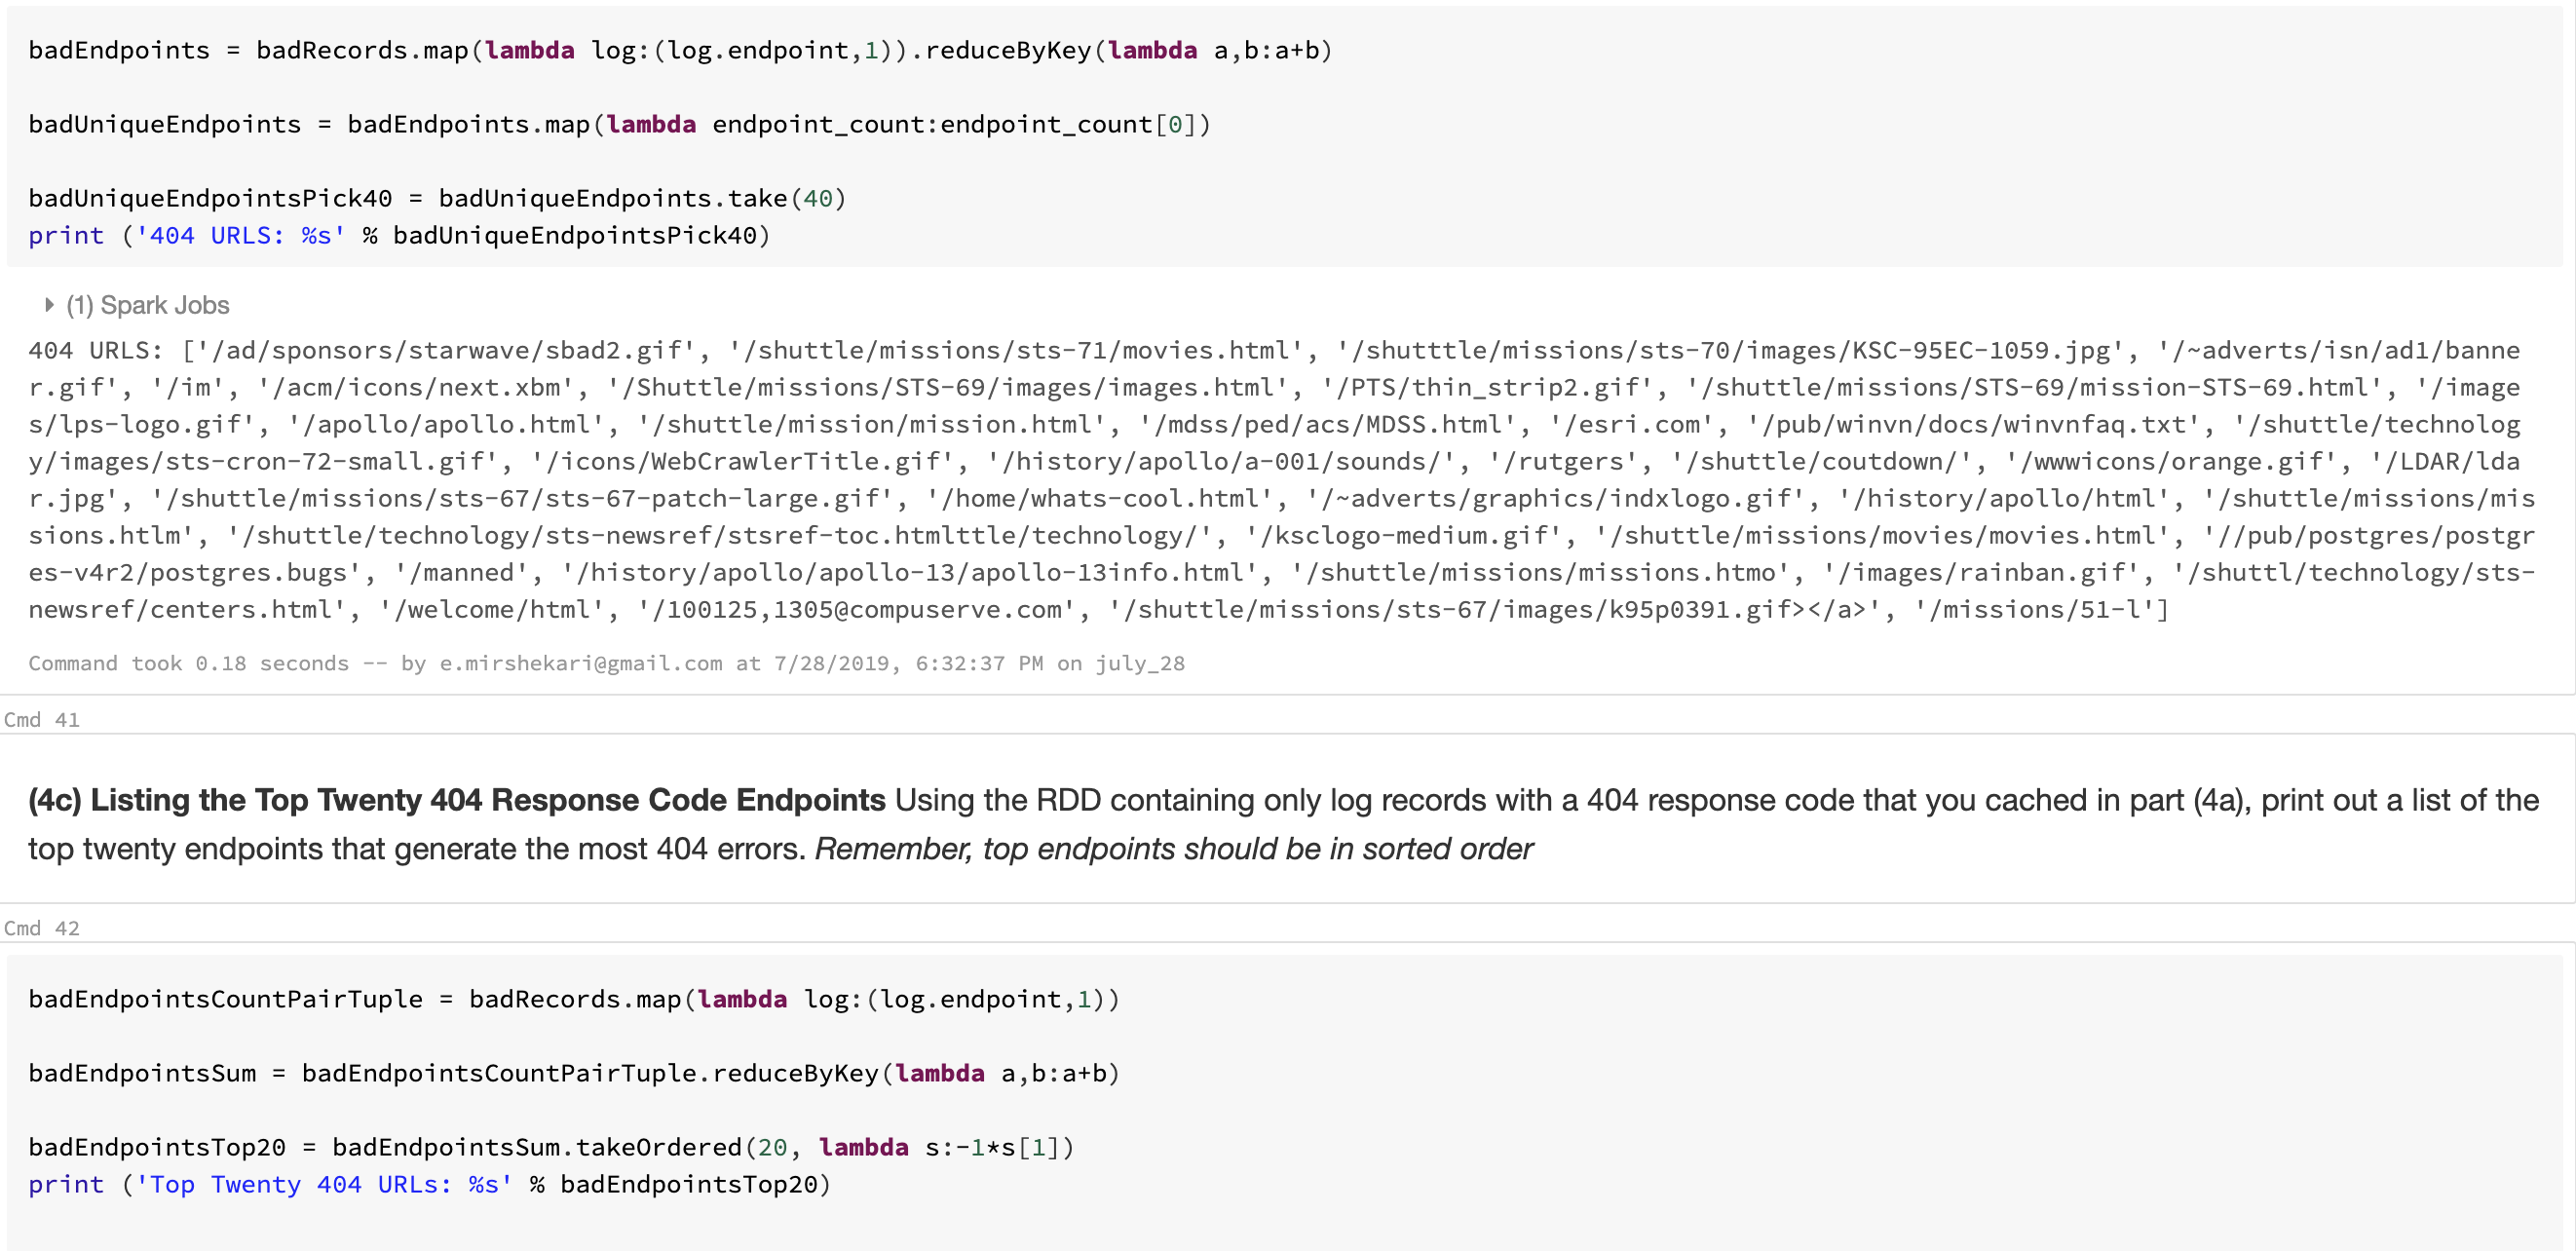 badEndpoints = badRecords.map(lambda log:(log.endpoint,1)).reduceByKey(lambda a,b:a+b)
badUniqueEndpoints = badEndpoints.map(lambda endpoint_count:endpoint_count[0])
badUniqueEndpointsPick40 = badUniqueEndpoints.take(40)
print ('404 URLS: %s' % badUniqueEndpointsPick40)
(1) Spark Jobs
404 URLS: ['/ad/sponsors/starwave/sbad2.gif', '/shuttle/missions/sts-71/movies.html', '/shutttle/missions/sts-70/images/KSC-95EC-1059.jpg', '/~adverts/isn/ad1/banne
r.gif', '/im', '/acm/icons/next.xbm', '/Shuttle/missions/STS-69/images/images.html', '/PTS/thin_strip2.gif', '/shuttle/missions/STS-69/mission-STS-69.html', '/image
s/lps-logo.gif', '/apollo/apollo.html', '/shuttle/mission/mission.html', '/mdss/ped/acs/MDSS.html', '/esri.com', '/pub/winvn/docs/winvnfaq.txt', '/shuttle/technolog
y/images/sts-cron-72-small.gif', '/icons/WebCrawlerTitle.gif', '/history/apollo/a-001/sounds/', '/rutgers', '/shuttle/coutdown/', '/wwwicons/orange.gif', '/LDAR/lda
r.jpg', '/shuttle/missions/sts-67/sts-67-patch-large.gif', '/home/whats-cool.html', '/~adverts/graphics/indxlogo.gif', '/history/apollo/html', '/shuttle/missions/mis
sions.htlm', '/shuttle/technology/sts-newsref/stsref-toc.htmlttle/technology/', '/ksclogo-medium.gif', '/shuttle/missions/movies/movies.html', '//pub/postgres/postgr
es-v4r2/postgres.bugs', '/manned', '/history/apollo/apollo-13/apollo-13info.html', '/shuttle/missions/missions.htmo', '/images/rainban.gif', '/shuttl/technology/sts-
newsref/centers.html', '/welcome/html', '/100125,1305@compuserve.com', '/shuttle/missions/sts-67/images/k95p0391.gif></a>', '/missions/51-l']
Command took 0.18 seconds -- by e.mirshekari@gmail.com at 7/28/2019, 6:32:37 PM on july_28
Cmd 41
(4c) Listing the Top Twenty 404 Response Code Endpoints Using the RDD containing only log records with a 404 response code that you cached in part (4a), print out a list of the
top twenty endpoints that generate the most 404 errors. Remember, top endpoints should be in sorted order
Cmd 42
badEndpointsCountPairTuple = badRecords.map(lambda log:(log.endpoint,1))
badEndpointsSum = badEndpointsCountPairTuple.reduceByKey(lambda a,b:a+b)
badEndpointsTop20 = badEndpointsSum.takeOrdered(20, lambda s:-1*s[1])
print ('Top Twenty 404 URLs: %s' % badEndpointsTop20)